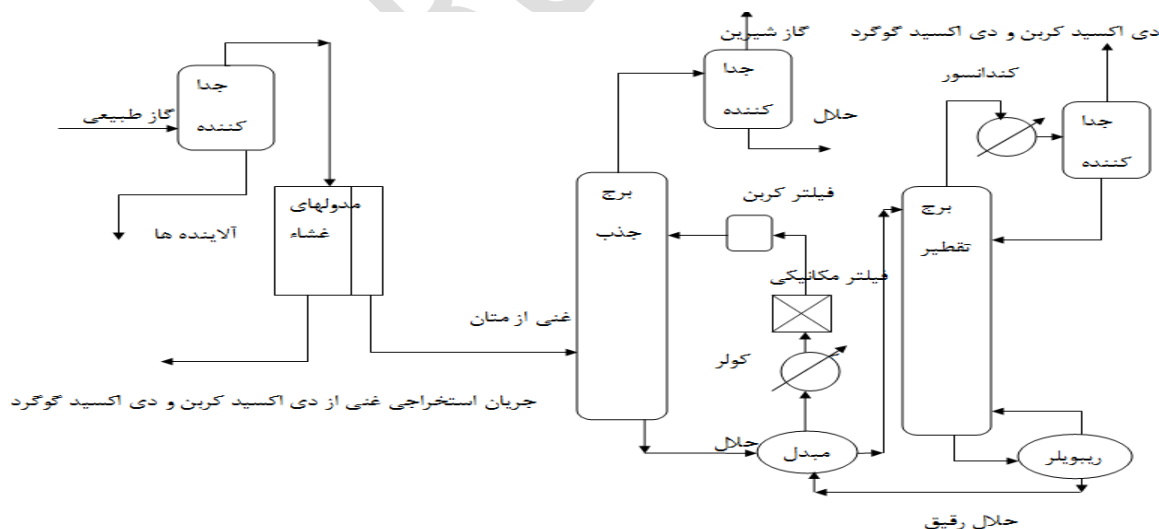 گاز شیرین
دی اکسید کربن و دی اکسید گوگرد
جدا
کننده
جدا
کننده
کندانسور
گاز طبیعی
حلال
جدا
کننده
مدولهای
غشاء
آلاینده ها
برج
جذب
فیلتر کربن
برج
تقطیر
فیلتر مکانیکی
غنی از متان
کولر
جریان استخراجی غنی از دی اکسید کربن و دی اکسید گوگرد
حلال
مبدل
ریبویلر
حلال رقیق